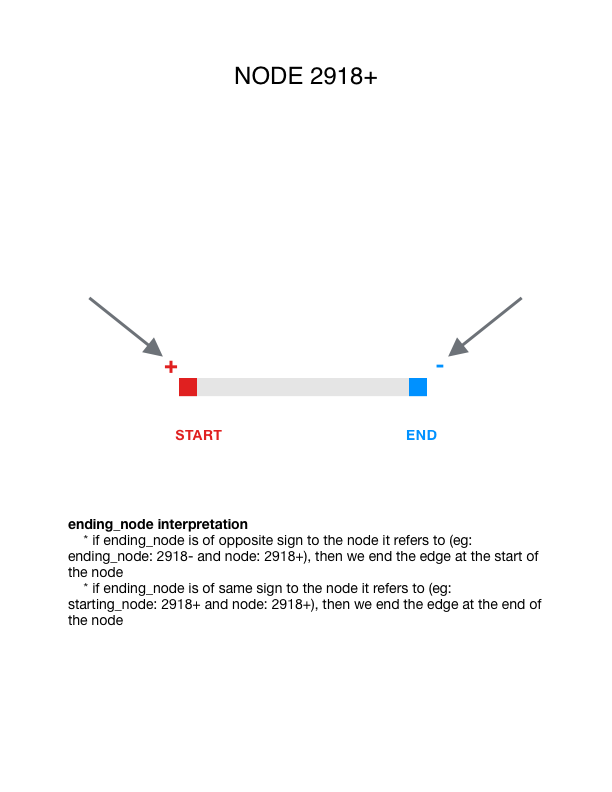 NODE 2918+
+ -
START END
ending_node interpretation
* if ending_node is of opposite sign to the node it refers to (eg:
ending_node: 2918- and node: 2918+), then we end the edge at the start of
the node
* if ending_node is of same sign to the node it refers to (eg:
starting_node: 2918+ and node: 2918+), then we end the edge at the end of
the node